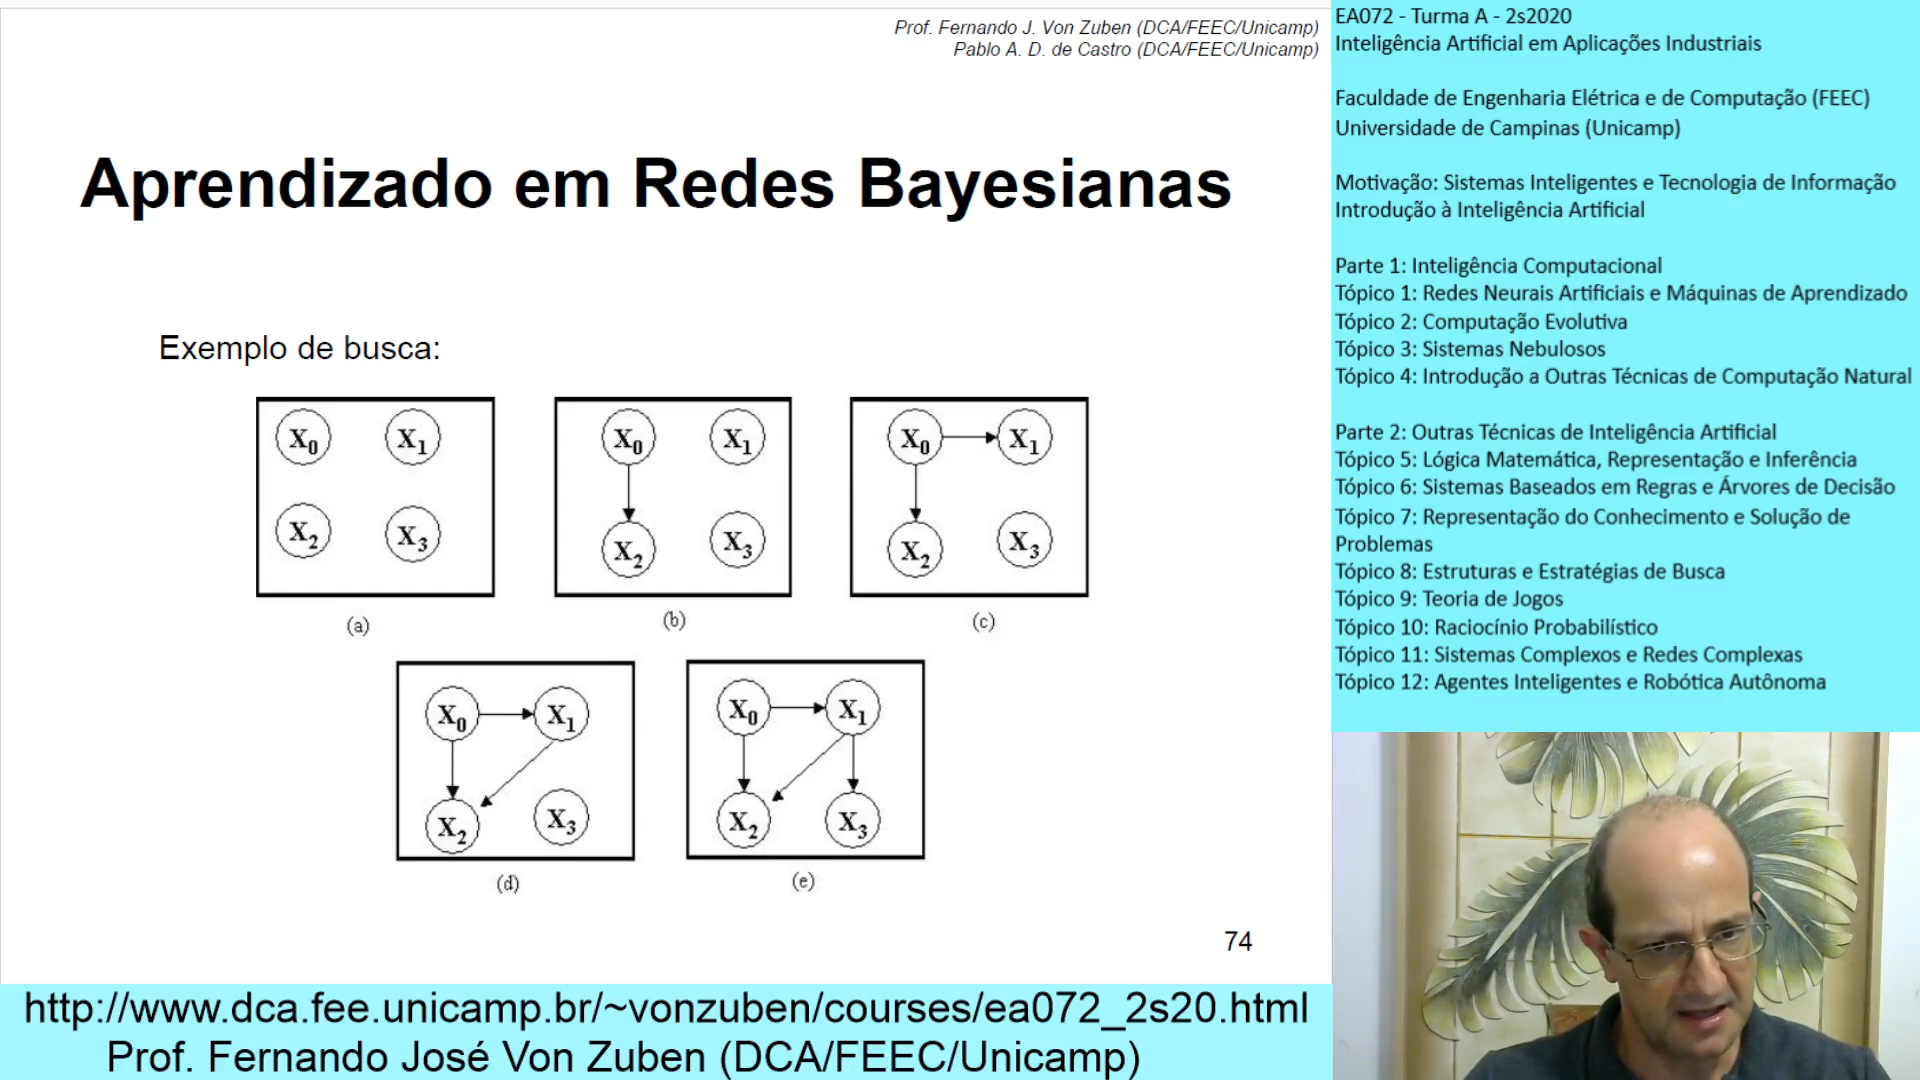 Prof. Fernando J. Von Zuben (DCA/FEEC/Unicamp)
Pablo A. D. de Castro (DCA/FEEC/Unicamp)
Aprendizado em Redes Bayesianas
Exemplo de busca:
X0 X1
X2 X3
(a)
X0 X1
X2 X3
(b)
X0 X1
X2 X3
(c)
X0 X1
X2 X3
(d)
X0 X1
X2 X3
(e)
74
http://www.dca.fee.unicamp.br/~vonzuben/courses/ea072_2s20.html
Prof. Fernando José Von Zuben (DCA/FEEC/Unicamp)
EA072 - Turma A - 2s2020
Inteligência Artificial em Aplicações Industriais
Faculdade de Engenharia Elétrica e de Computação (FEEC)
Universidade de Campinas (Unicamp)
Motivação: Sistemas Inteligentes e Tecnologia de Informação
Introdução à Inteligência Artificial
Parte 1: Inteligência Computacional
Tópico 1: Redes Neurais Artificiais e Máquinas de Aprendizado
Tópico 2: Computação Evolutiva
Tópico 3: Sistemas Nebulosos
Tópico 4: Introdução a Outras Técnicas de Computação Natural
Parte 2: Outras Técnicas de Inteligência Artificial
Tópico 5: Lógica Matemática, Representação e Inferência
Tópico 6: Sistemas Baseados em Regras e Árvores de Decisão
Tópico 7: Representação do Conhecimento e Solução de
Problemas
Tópico 8: Estruturas e Estratégias de Busca
Tópico 9: Teoria de Jogos
Tópico 10: Raciocínio Probabilístico
Tópico 11: Sistemas Complexos e Redes Complexas
Tópico 12: Agentes Inteligentes e Robótica Autônoma